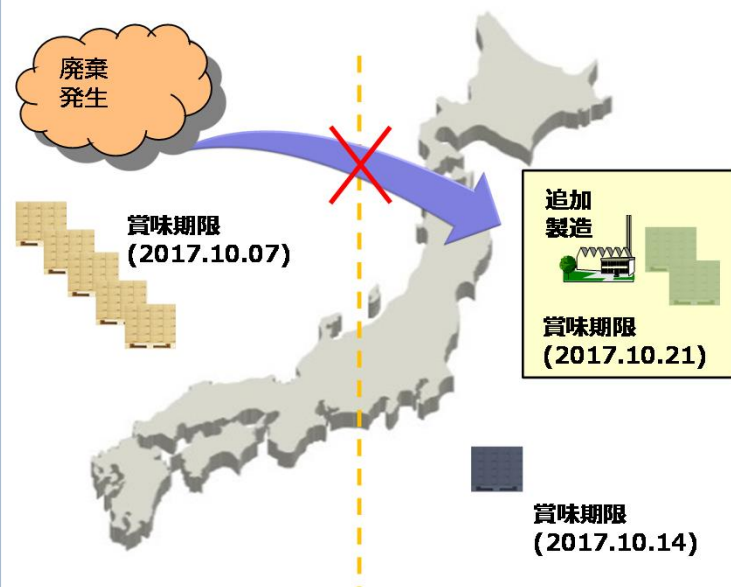 廃棄
発生
賞味期限
(2017.10.07)
追加
製造
賞味期限
(2017.10.21)
賞味期限
(2017.10.14)